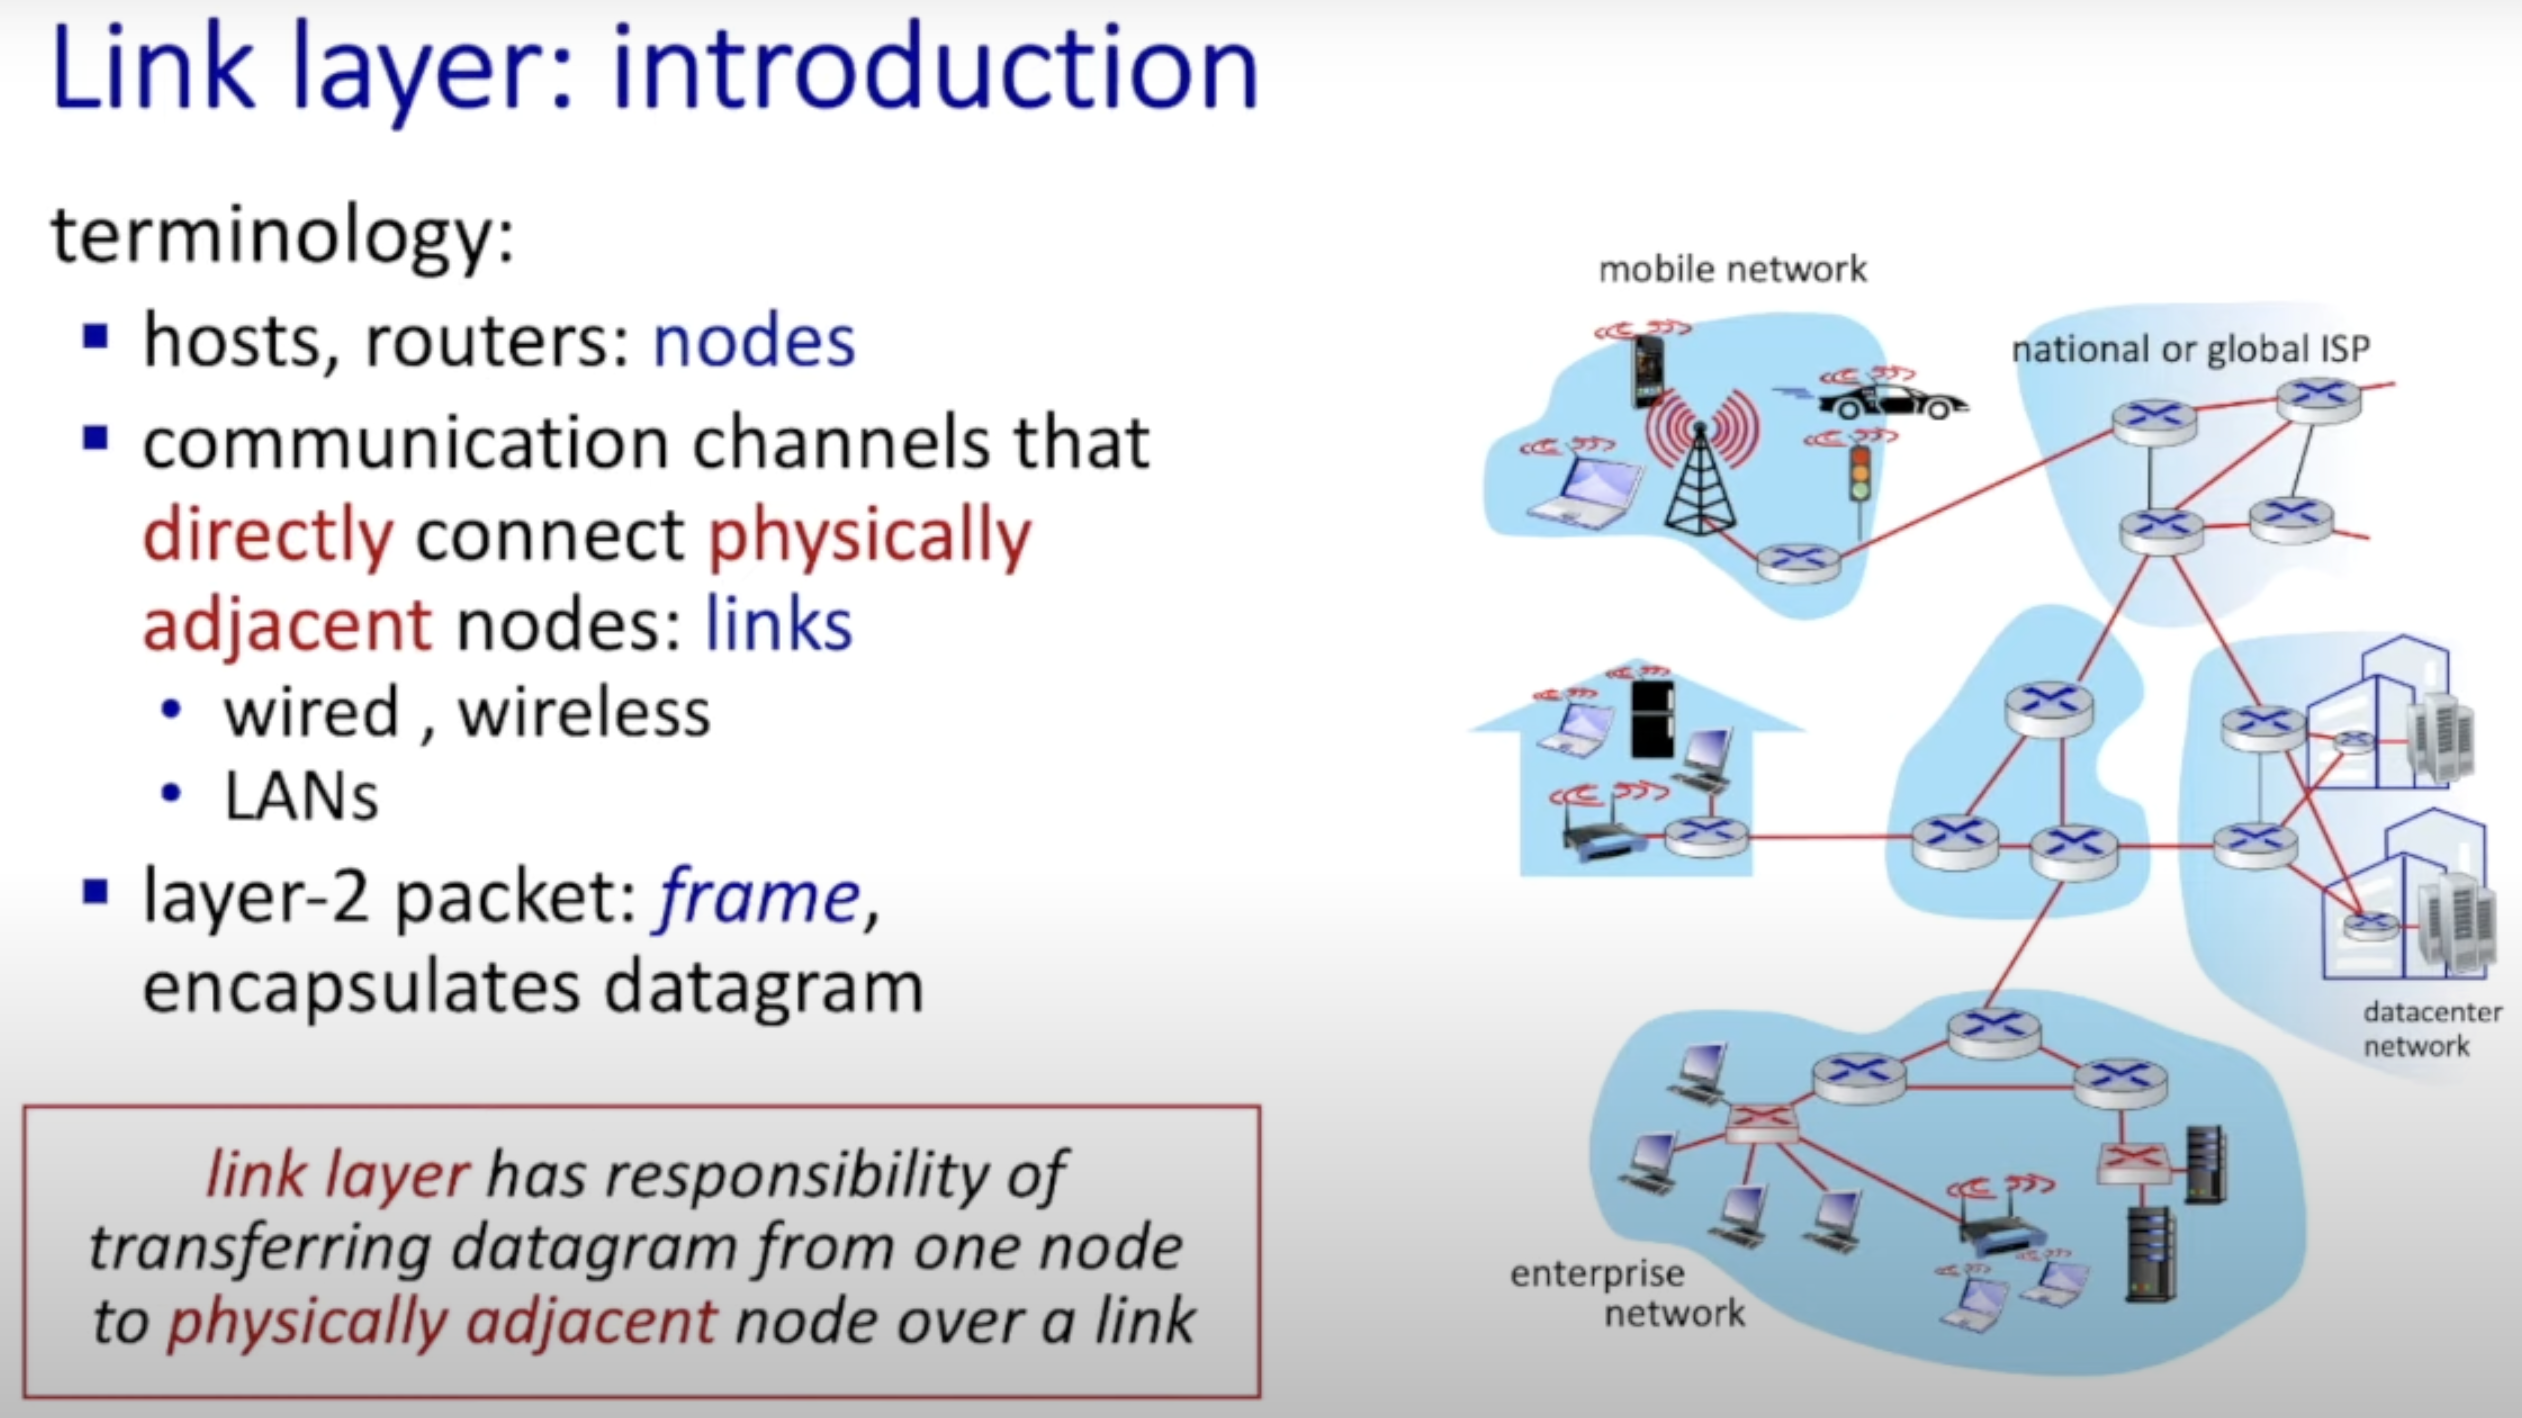 Link layer: introduction
terminology:
hosts, routers: nodes
communication channels that
directly connect physically
adjacent nodes: links
wired , wireless
LANs
layer-2 packet: frame,
encapsulates datagram
link layer has responsibility of
transferring datagram from one node
to physically adjacent node over a link
mobile network
national or global ISP
datacenter
network
enterprise
network